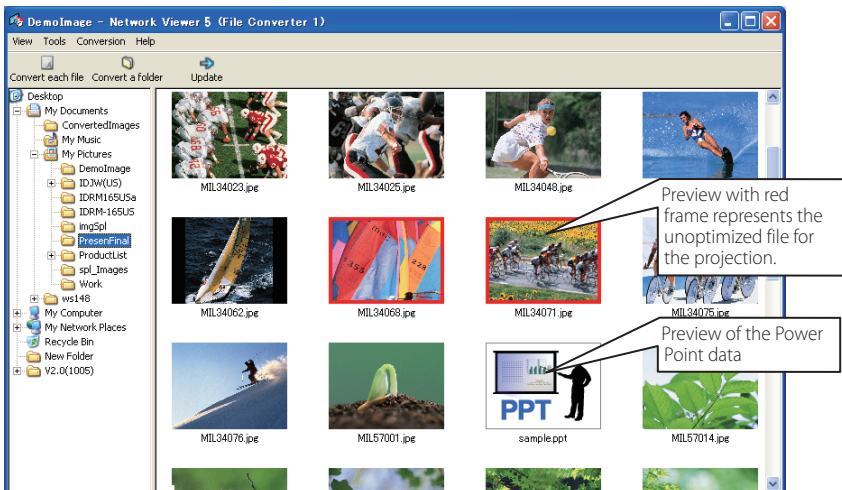 DemoImage - Network Viewer 5 (File Converter 1)
View Tools Conversion Help
Convert each file Convert a folder Update
Desktop
My Documents
ConvertedImages
My Music
My Pictures
DemoImage
IDJW(US)
IDRM165USa
IDRM-165US
imgSpl
PresenFinal
ProductList
spl_Images
Work
ws148
My Computer
My Network Places
Recycle Bin
New Folder
V2.0(1005)
MIL34023.jpg MIL34025.jpg MIL34048.jpg
Preview with red
frame represents the
unoptimized file for
the projection.
MIL34062.jpg MIL34068.jpg MIL34071.jpg MIL34075.jpg
Preview of the Power
Point data
PPT
MIL34076.jpg MIL57001.jpg sample.ppt MIL57014.jpg